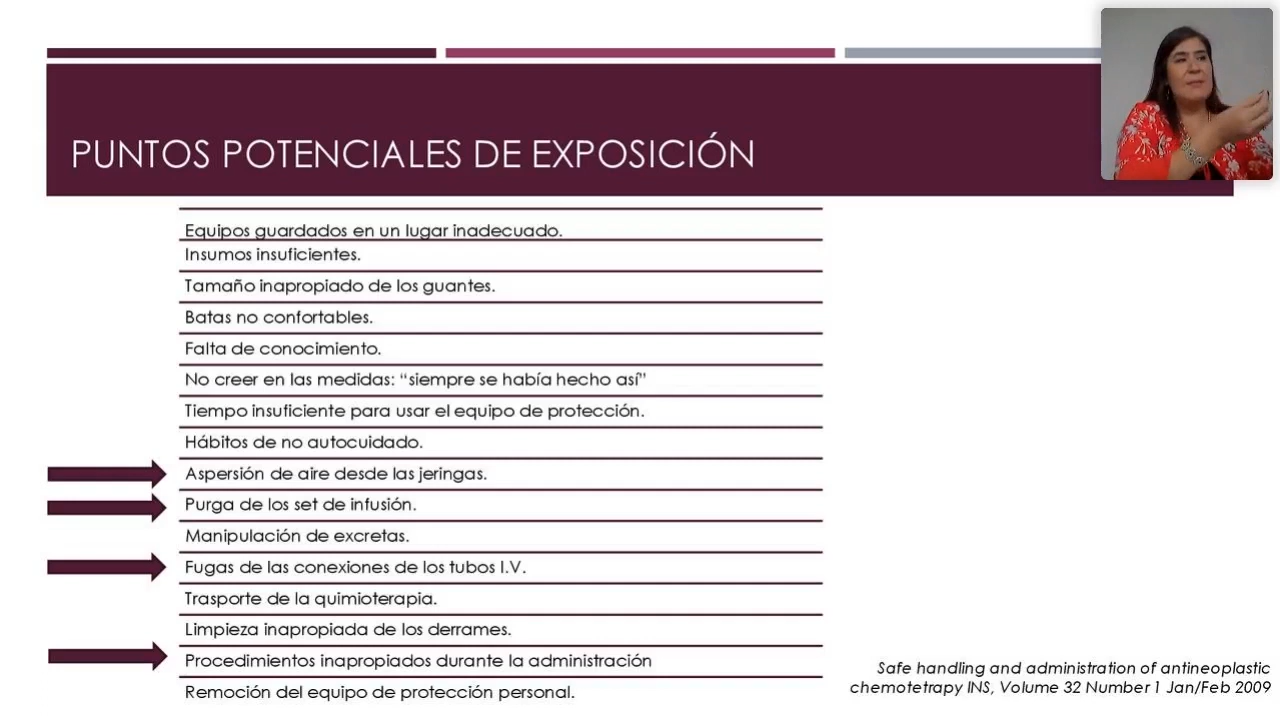 PUNTOS POTENCIALES DE EXPOSICIÓN
Equipos guardados en un lugar inadecuado.
Insumos insuficientes.
Tamaño inapropiado de los guantes.
Batas no confortables.
Falta de conocimiento.
No creer en las medidas: “siempre se había hecho así”
Tiempo insuficiente para usar el equipo de protección.
Hábitos de no autocuidado.
Aspersión de aire desde las jeringas.
Purga de los set de infusión.
Manipulación de excretas.
Fugas de las conexiones de los tubos I.V.
Trasporte de la quimioterapia.
Limpieza inapropiada de los derrames.
Procedimientos inapropiados durante la administración
Remoción del equipo de protección personal.
Safe handling and administration of antineoplastic
chemotetrapy INS, Volume 32 Number 1 Jan/Feb 2009